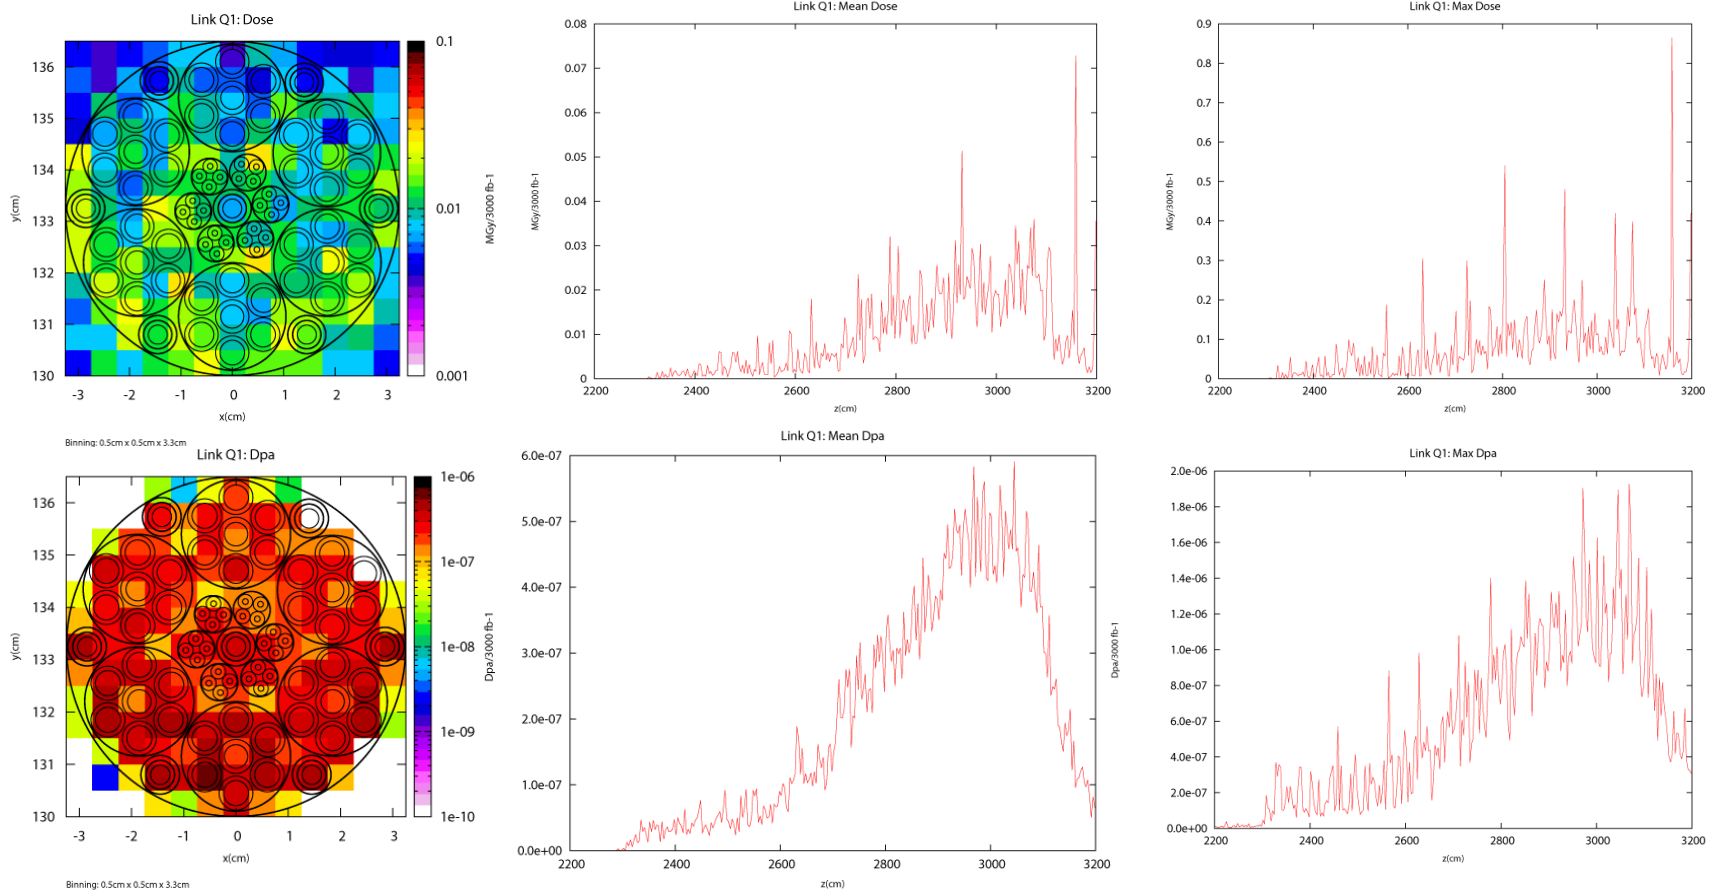 Link Q1: Dose
136
135
134
133
132
131
130
y(cm)
-3 -2 -1 0 1 2 3
x(cm)
0.1
0.01
0.001
MGy/3000 fb-1
Binning: 0.5cm x 0.5cm x 3.3cm
Link Q1: Mean Dose
0.08
0.07
0.06
0.05
0.04
0.03
0.02
0.01
0
MGy/3000 fb-1
2200 2400 2600 2800 3000 3200
z(cm)
Link Q1: Max Dose
0.9
0.8
0.7
0.6
0.5
0.4
0.3
0.2
0.1
0
MGy/3000 fb-1
2200 2400 2600 2800 3000 3200
z(cm)
Link Q1: Dpa
136
135
134
133
132
131
130
y(cm)
-3 -2 -1 0 1 2 3
x(cm)
1e-06
1e-07
1e-08
1e-09
1e-10
Dpa/3000 fb-1
Binning: 0.5cm x 0.5cm x 3.3cm
Link Q1: Mean Dpa
6.0e-07
5.0e-07
4.0e-07
3.0e-07
2.0e-07
1.0e-07
0.0e+00
2200 2400 2600 2800 3000 3200
z(cm)
Link Q1: Max Dpa
2.0e-06
1.8e-06
1.6e-06
1.4e-06
1.2e-06
1.0e-06
8.0e-07
6.0e-07
4.0e-07
2.0e-07
0.0e+00
Dpa/3000 fb-1
2200 2400 2600 2800 3000 3200
z(cm)